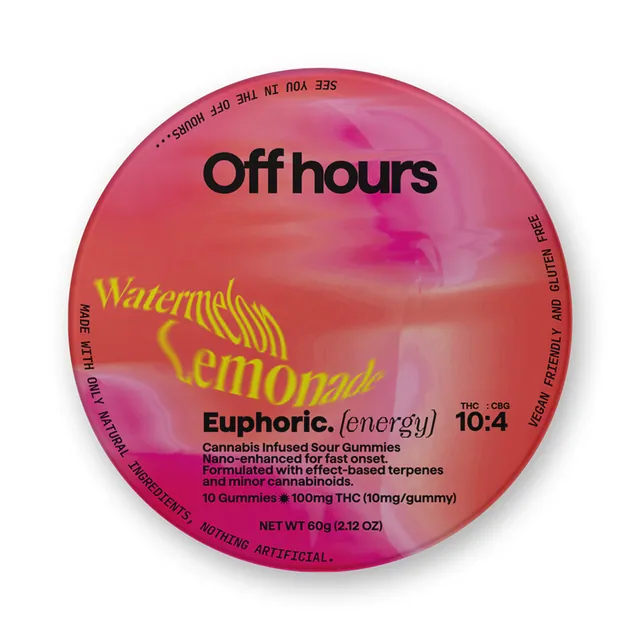 SEE YOU IN THE OFF HOURS...
Off hours
Watermelon
Lemonade
Euphoric. (energy)
THC :CBG
10:4
Cannabis Infused Sour Gummies
Nano-enhanced for fast onset.
Formulated with effect-based terpenes
and minor cannabinoids.
10 Gummies ✹ 100mg THC (10mg/gummy)
NET WT 60g (2.12 OZ)
MADE WITH ONLY NATURAL INGREDIENTS, NOTHING ARTIFICIAL.
VEGAN FRIENDLY AND GLUTEN FREE